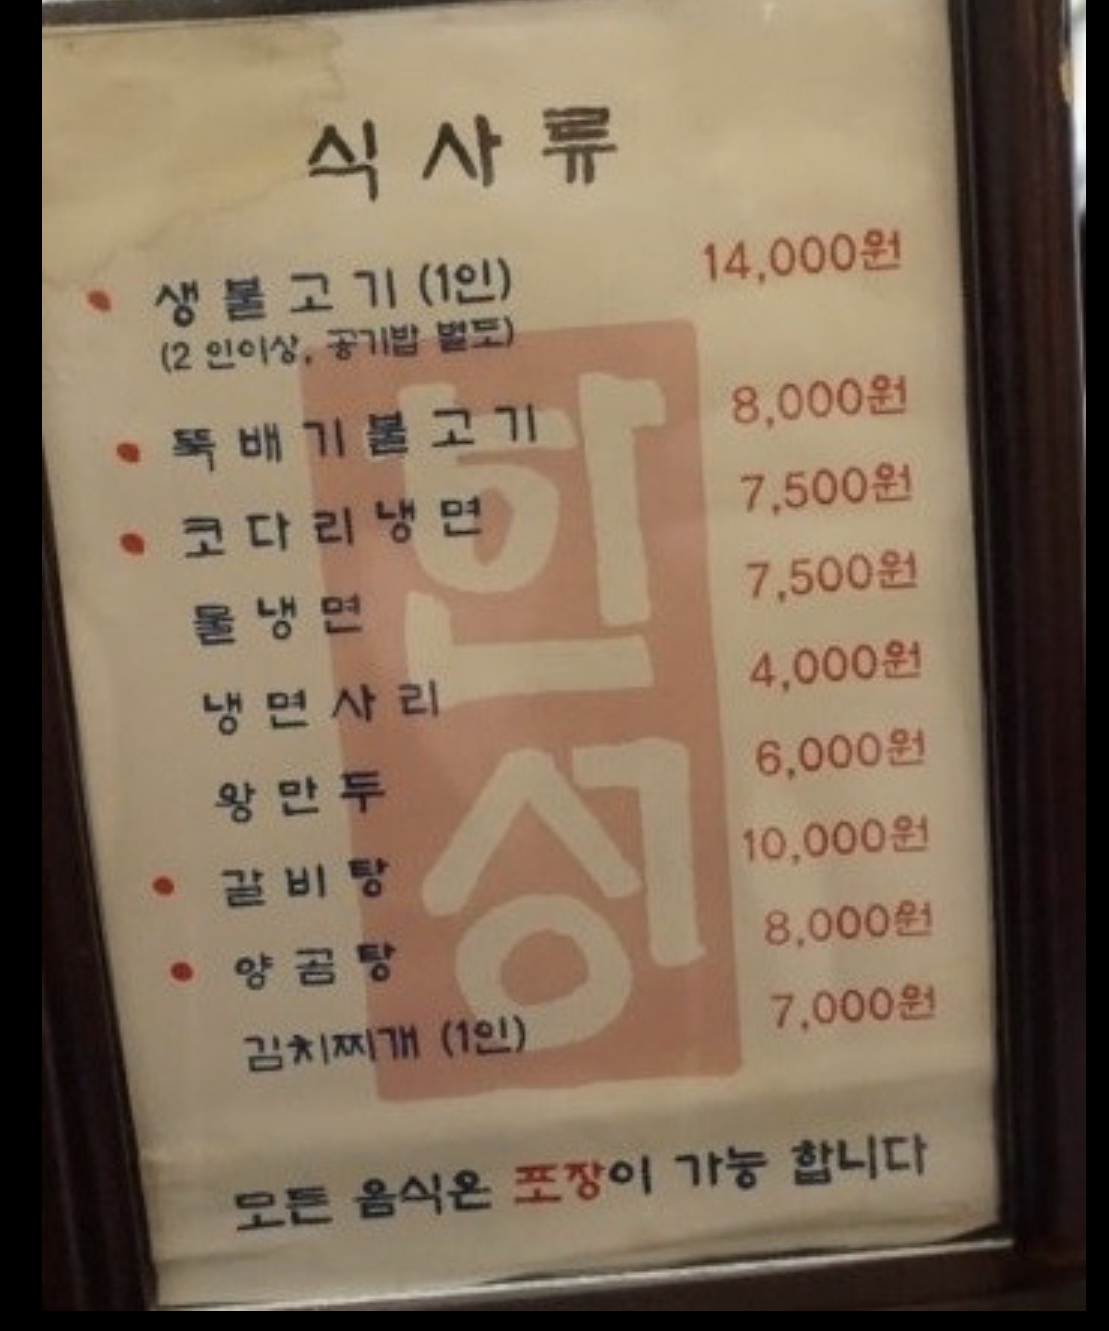 식사류
생불고기 (1인) 14,000원
(2 인이상, 공기밥 별도)
뚝배기불고기 8,000원
코다리냉면 7,500원
물냉면 7,500원
냉면사리 4,000원
왕만두 6,000원
갈비탕 10,000원
양곰탕 8,000원
김치찌개 (1인) 7,000원
한성
모든 음식은 포장이 가능 합니다